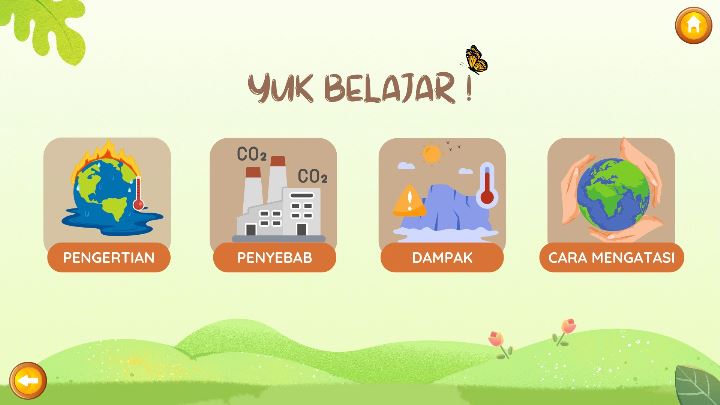 YUK BELAJAR !
CO₂
CO₂
PENGERTIAN
PENYEBAB
DAMPAK
CARA MENGATASI